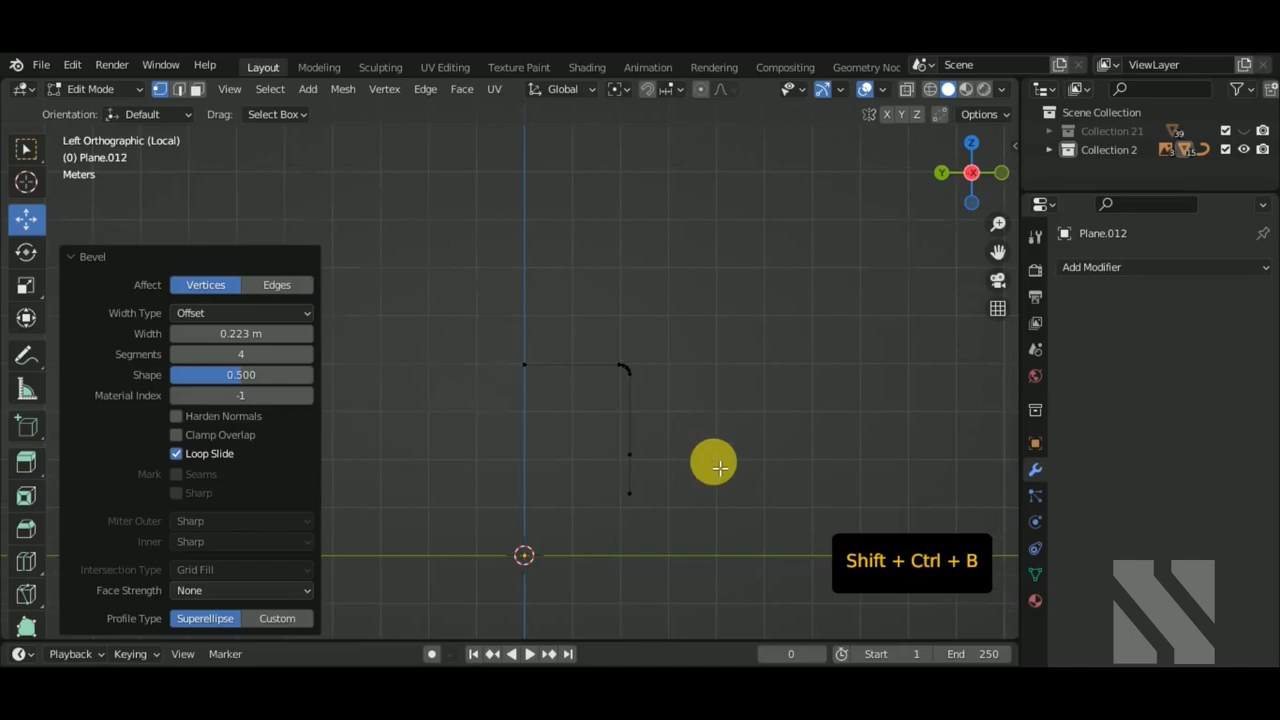 File Edit Render Window Help
Layout Modeling Sculpting UV Editing Texture Paint Shading Animation Rendering Compositing Geometry Noc
Scene
ViewLayer
Edit Mode
View Select Add Mesh Vertex Edge Face UV
Global
Orientation: Default Drag: Select Box
X Y Z
Options
Left Orthographic (Local)
(0) Plane.012
Meters
Z
Y
-X
Scene Collection
Collection 21
39
Collection 2
3
15
Plane.012
Add Modifier
Bevel
Affect Vertices Edges
Width Type Offset
Width 0.223 m
Segments 4
Shape 0.500
Material Index -1
Harden Normals
Clamp Overlap
Loop Slide
Mark Seams
Sharp
Miter Outer Sharp
Inner Sharp
Intersection Type Grid Fill
Face Strength None
Profile Type Superellipse Custom
Shift + Ctrl + B
Playback Keying View Marker
0 Start 1 End 250